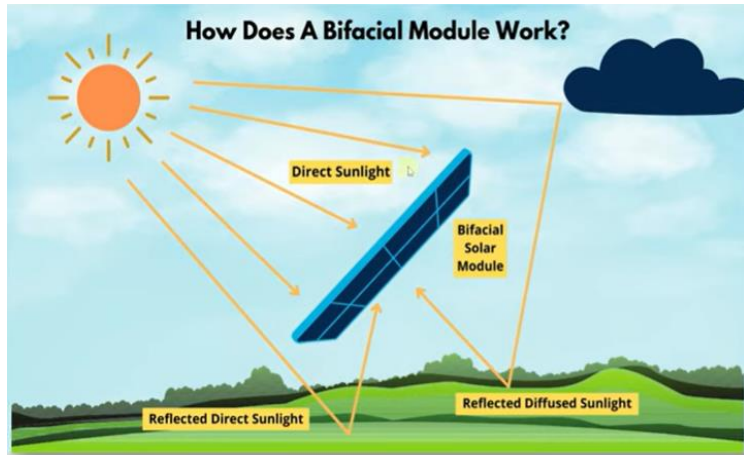 How Does A Bifacial Module Work?
Direct Sunlight
Bifacial
Solar
Module
Reflected Diffused Sunlight
Reflected Direct Sunlight